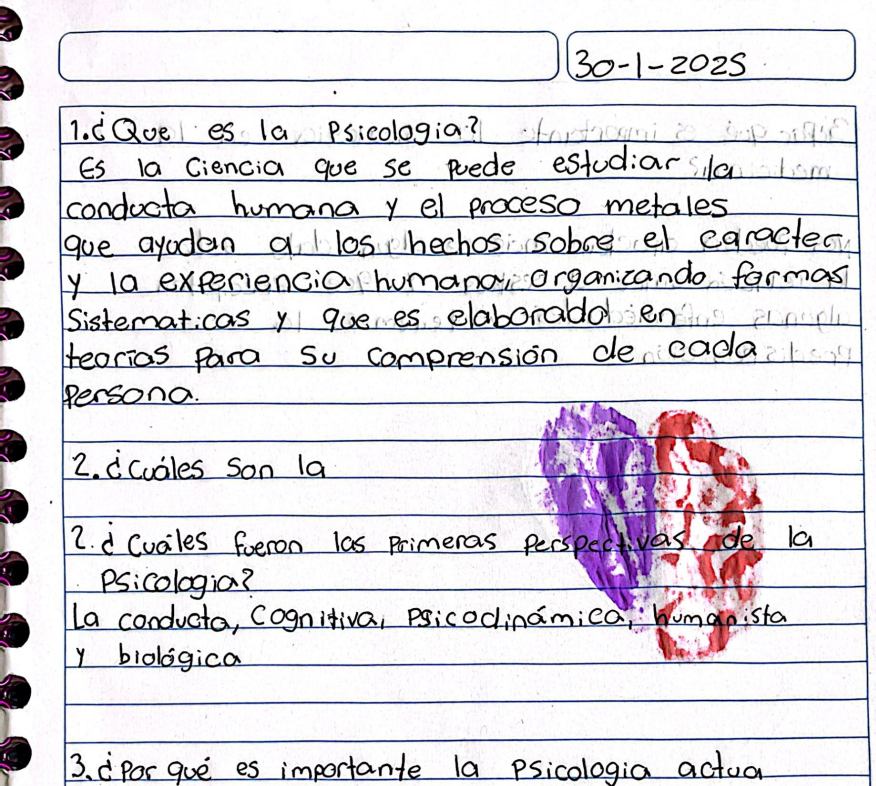 30-1-2025
1.¿Que es la Psicologia?
Es la Ciencia que se puede estudiar la
conducta humana y el proceso metales
que ayudan a los hechos sobre el caracter
y la experiencia humana, organizando formas
Sistematicas y que es elaborado en
teorias para su comprensión de cada
Persona.
2.¿Cuáles Son la
2.¿Cuáles fueron las Primeras Perspectivas de la
Psicologia?
La conducta, Cognitiva, Psicodinámica, humanista
y biológica
3.¿Por qué es importante la Psicologia actua